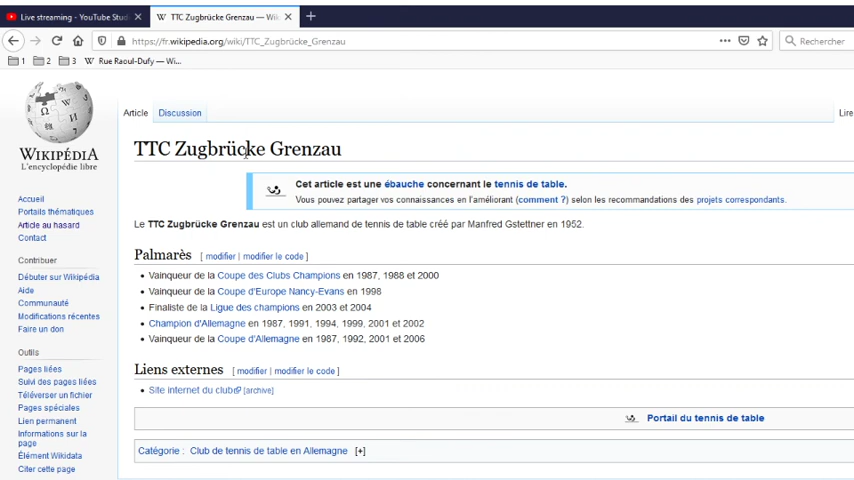 Live streaming - YouTube Studi
TTC Zugbrücke Grenzau — Wiki
https://fr.wikipedia.org/wiki/TTC_Zugbrücke_Grenzau
Rechercher
1 2 3 Rue Raoul-Dufy — Wi...
WIKIPÉDIA
L'encyclopédie libre
Accueil
Portails thématiques
Article au hasard
Contact
Contribuer
Débuter sur Wikipédia
Aide
Communauté
Modifications récentes
Faire un don
Outils
Pages liées
Suivi des pages liées
Téléverser un fichier
Pages spéciales
Lien permanent
Informations sur la
page
Élément Wikidata
Citer cette page
Article Discussion
Lire
TTC Zugbrücke Grenzau
Cet article est une ébauche concernant le tennis de table.
Vous pouvez partager vos connaissances en l'améliorant (comment ?) selon les recommandations des projets correspondants.
Le TTC Zugbrücke Grenzau est un club allemand de tennis de table créé par Manfred Gstettner en 1952.
Palmarès [ modifier | modifier le code ]
• Vainqueur de la Coupe des Clubs Champions en 1987, 1988 et 2000
• Vainqueur de la Coupe d'Europe Nancy-Evans en 1998
• Finaliste de la Ligue des champions en 2003 et 2004
• Champion d'Allemagne en 1987, 1991, 1994, 1999, 2001 et 2002
• Vainqueur de la Coupe d'Allemagne en 1987, 1992, 2001 et 2006
Liens externes [ modifier | modifier le code ]
• Site internet du club [archive]
Portail du tennis de table
Catégorie : Club de tennis de table en Allemagne [+]